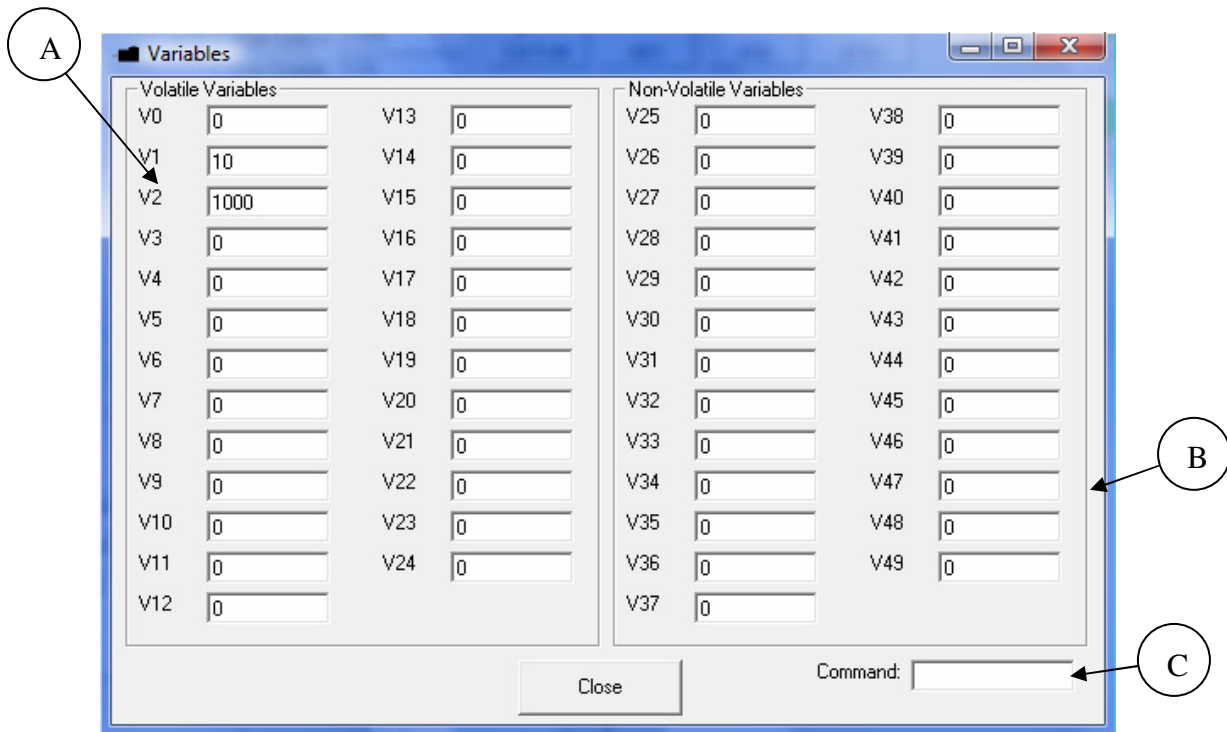 A
Variables
Volatile Variables Non-Volatile Variables
V0 0 V13 0 V25 0 V38 0
V1 10 V14 0 V26 0 V39 0
V2 1000 V15 0 V27 0 V40 0
V3 0 V16 0 V28 0 V41 0
V4 0 V17 0 V29 0 V42 0
V5 0 V18 0 V30 0 V43 0
V6 0 V19 0 V31 0 V44 0
V7 0 V20 0 V32 0 V45 0
V8 0 V21 0 V33 0 V46 0
B
V9 0 V22 0 V34 0 V47 0
V10 0 V23 0 V35 0 V48 0
V11 0 V24 0 V36 0 V49 0
V12 0 V37 0
Close Command:
C